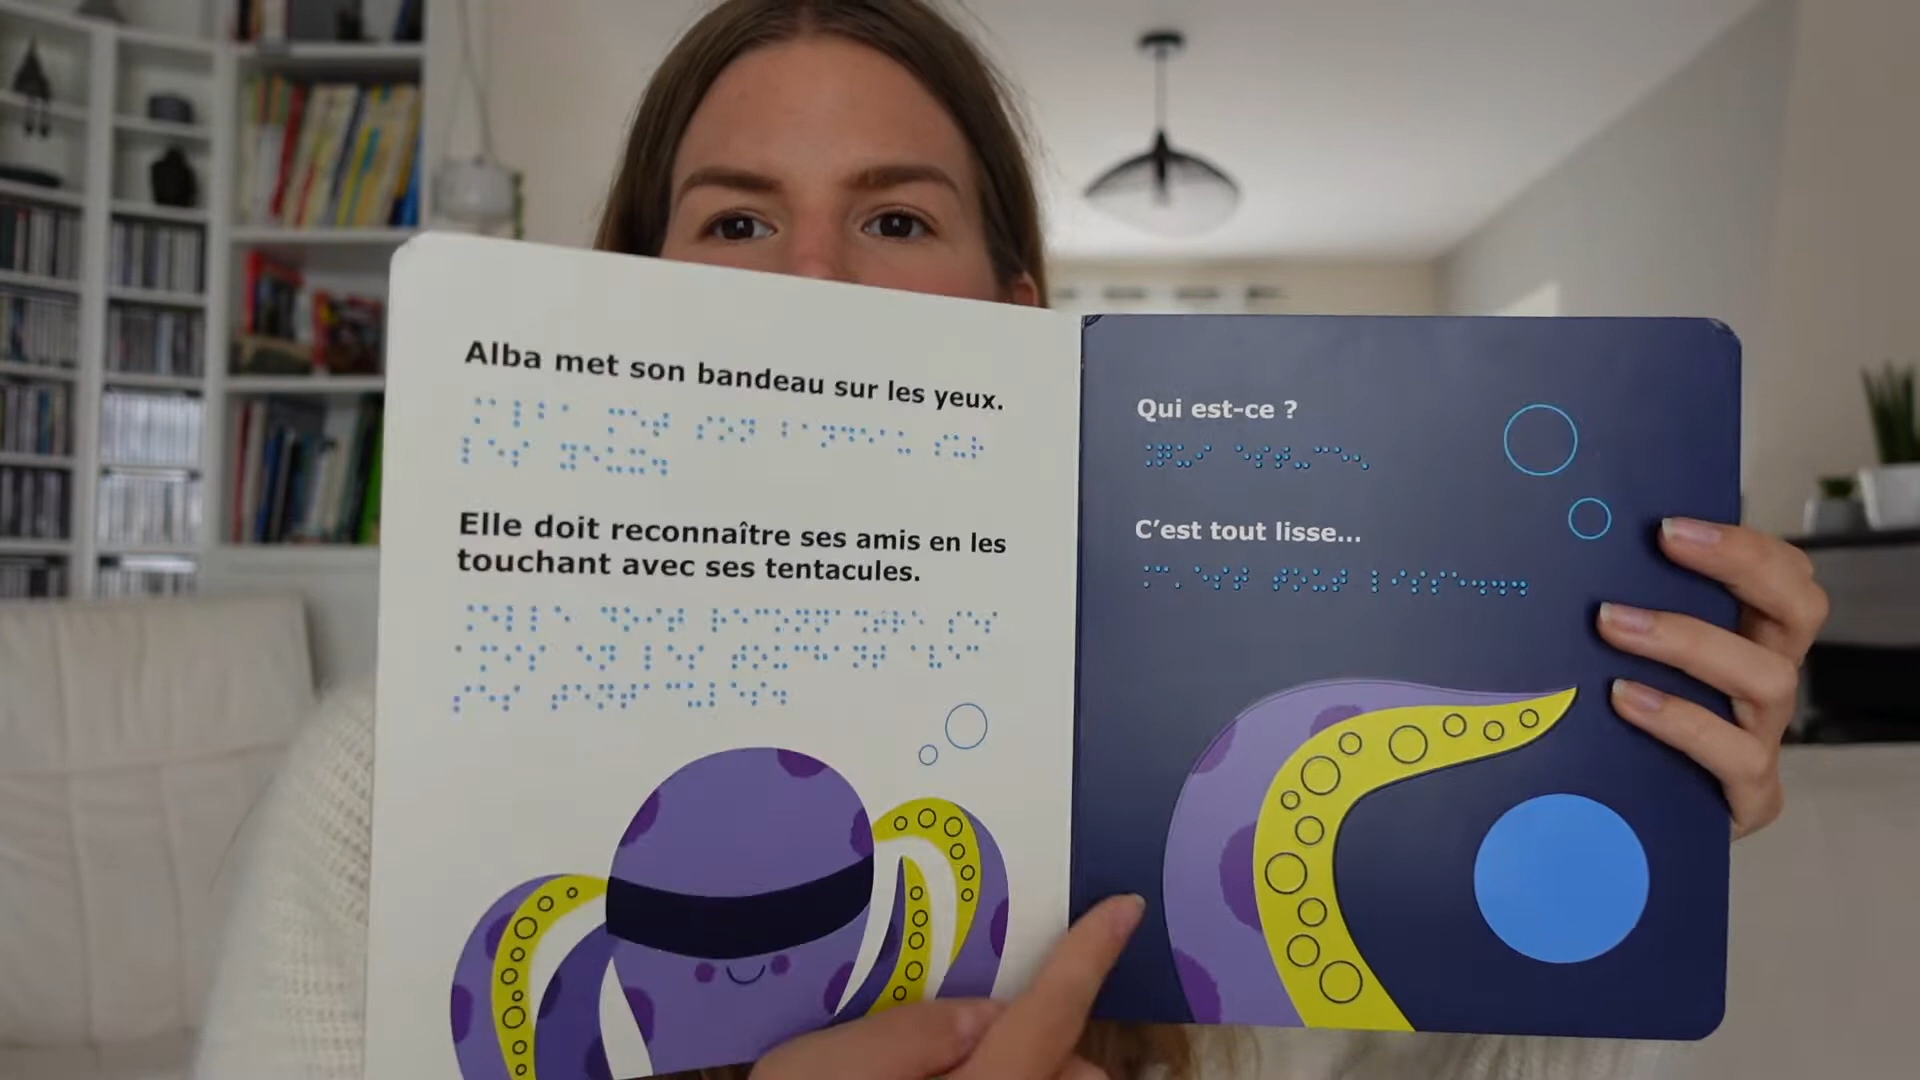 Alba met son bandeau sur les yeux.
Elle doit reconnaître ses amis en les
touchant avec ses tentacules.
Qui est-ce ?
C’est tout lisse...